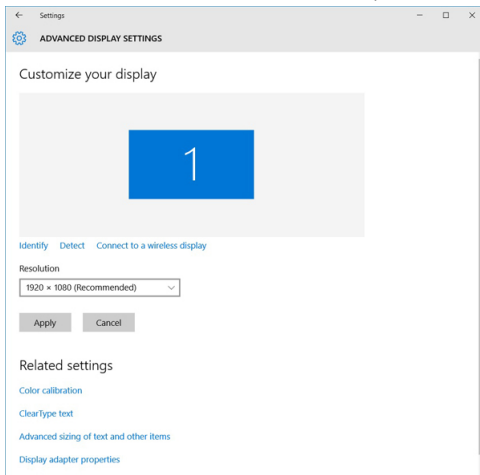 Settings
ADVANCED DISPLAY SETTINGS
Customize your display
1
Identify Detect Connect to a wireless display
Resolution
1920 × 1080 (Recommended)
Apply Cancel
Related settings
Color calibration
ClearType text
Advanced sizing of text and other items
Display adapter properties